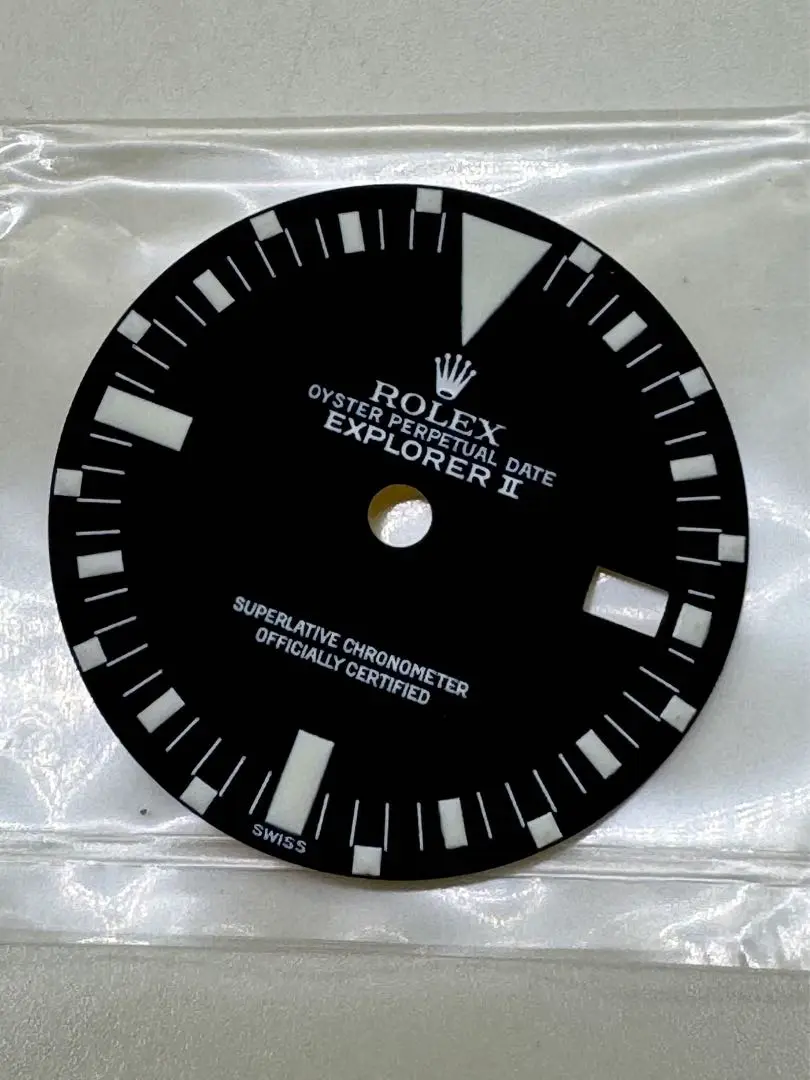 ROLEX
OYSTER PERPETUAL DATE
EXPLORER II
SUPERLATIVE CHRONOMETER
OFFICIALLY CERTIFIED
SWISS